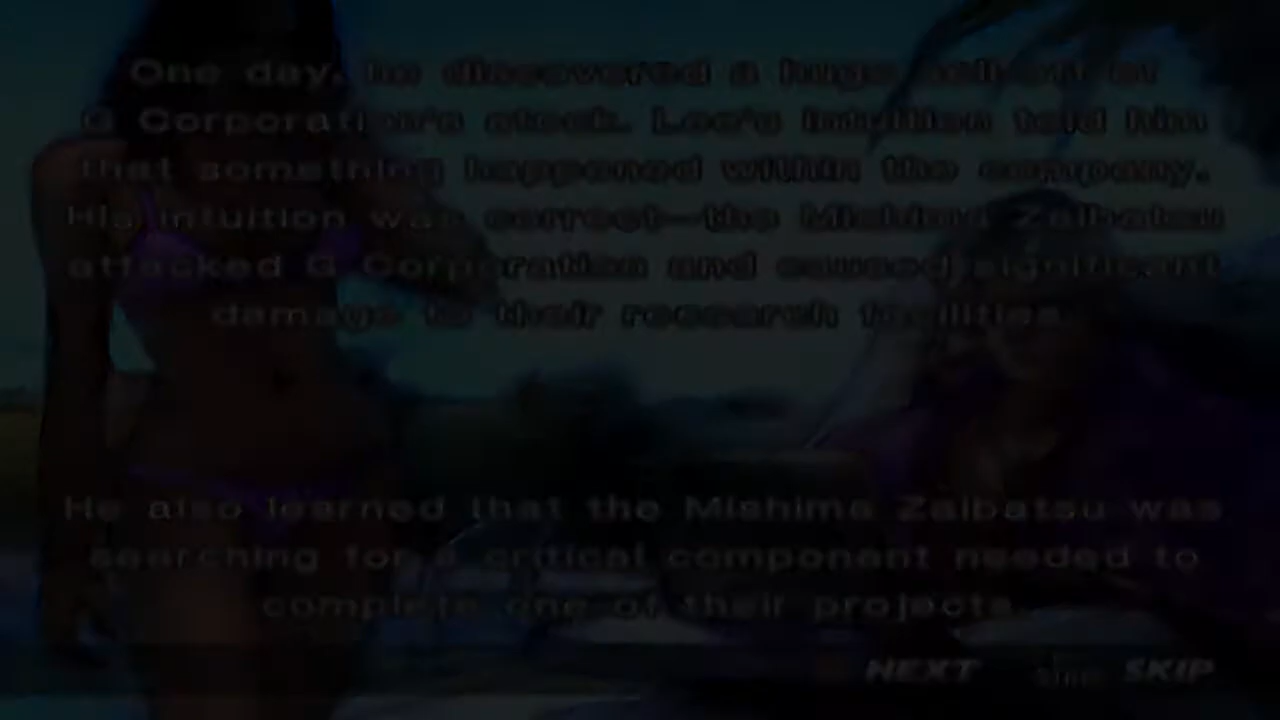 One day, he discovered a huge selloff of
G Corporation's stock. Lee's intuition told him
that something happened within the company.
His intuition was correct—the Mishima Zaibatsu
attacked G Corporation and caused significant
damage to their research facilities.
He also learned that the Mishima Zaibatsu was
searching for a critical component needed to
complete one of their projects.
NEXT SKIP